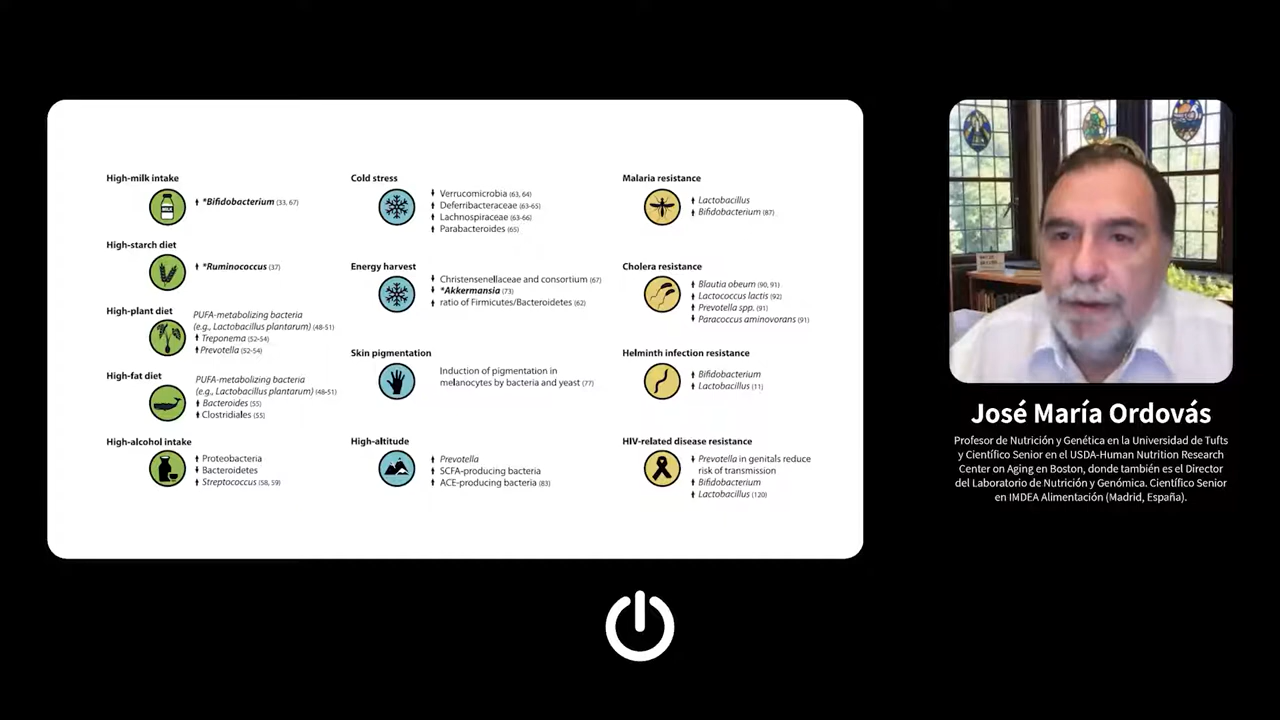 High-milk intake
MILK
*Bifidobacterium (33, 67)
High-starch diet
*Ruminococcus (37)
High-plant diet
PUFA-metabolizing bacteria
(e.g., Lactobacillus plantarum) (48-51)
Treponema (52-54)
Prevotella (52-54)
High-fat diet
PUFA-metabolizing bacteria
(e.g., Lactobacillus plantarum) (48-51)
Bacteroides (55)
Clostridiales (55)
High-alcohol intake
Proteobacteria
Bacteroidetes
Streptococcus (58, 59)
Cold stress
Verrucomicrobia (63, 64)
Deferribacteraceae (63-65)
Lachnospiraceae (63-66)
Parabacteroides (65)
Energy harvest
Christensenellaceae and consortium (67)
*Akkermansia (73)
ratio of Firmicutes/Bacteroidetes (62)
Skin pigmentation
Induction of pigmentation in
melanocytes by bacteria and yeast (77)
High-altitude
Prevotella
SCFA-producing bacteria
ACE-producing bacteria (83)
Malaria resistance
Lactobacillus
Bifidobacterium (87)
Cholera resistance
Blautia obeum (90, 91)
Lactococcus lactis (92)
Prevotella spp. (91)
Paracoccus aminovorans (91)
Helminth infection resistance
Bifidobacterium
Lactobacillus (11)
HIV-related disease resistance
Prevotella in genitals reduce
risk of transmission
Bifidobacterium
Lactobacillus (120)
José María Ordovás
Profesor de Nutrición y Genética en la Universidad de Tufts
y Científico Senior en el USDA-Human Nutrition Research
Center on Aging en Boston, donde también es el Director
del Laboratorio de Nutrición y Genómica. Científico Senior
en IMDEA Alimentación (Madrid, España).